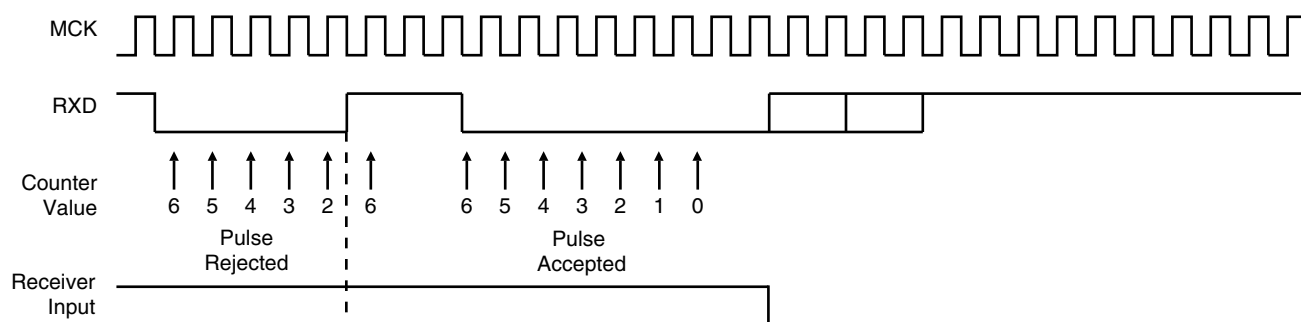 MCK
RXD
Counter
Value
6 5 4 3 2 6 6 5 4 3 2 1 0
Pulse
Rejected
Pulse
Accepted
Receiver
Input